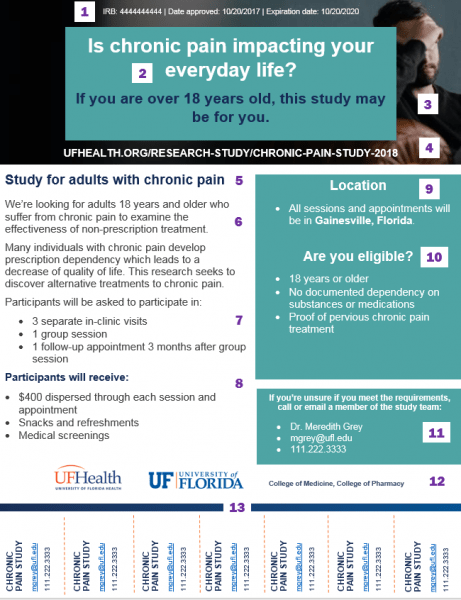 1
IRB: 4444444444 | Date approved: 10/20/2017 | Expiration date: 10/20/2020
Is chronic pain impacting your
2
everyday life?
If you are over 18 years old, this study may
3
be for you.
4
UFHEALTH.ORG/RESEARCH-STUDY/CHRONIC-PAIN-STUDY-2018
Study for adults with chronic pain 5
We're looking for adults 18 years and older who
suffer from chronic pain to examine the
6
effectiveness of non-prescription treatment.
Many individuals with chronic pain develop
prescription dependency which leads to a
decrease of quality of life. This research seeks to
discover alternative treatments to chronic pain.
Participants will be asked to participate in:
• 3 separate in-clinic visits
7
• 1 group session
• 1 follow-up appointment 3 months after group
session
Participants will receive:
8
• $400 dispersed through each session and
appointment
• Snacks and refreshments
• Medical screenings
Location
9
• All sessions and appointments will
be in Gainesville, Florida.
Are you eligible?
10
• 18 years or older
• No documented dependency on
substances or medications
• Proof of pervious chronic pain
treatment
If you're unsure if you meet the requirements,
call or email a member of the study team:
• Dr. Meredith Grey
• mgrey@ufl.edu
11
• 111.222.3333
UFHealth
UNIVERSITY OF FLORIDA HEALTH
UF UNIVERSITY of
FLORIDA
College of Medicine, College of Pharmacy
12
13
CHRONIC
PAIN STUDY
mgrey@ufl.edu
111.222.3333
CHRONIC
PAIN STUDY
mgrey@ufl.edu
111.222.3333
CHRONIC
PAIN STUDY
mgrey@ufl.edu
111.222.3333
CHRONIC
PAIN STUDY
mgrey@ufl.edu
111.222.3333
CHRONIC
PAIN STUDY
mgrey@ufl.edu
111.222.3333
CHRONIC
PAIN STUDY
mgrey@ufl.edu
111.222.3333
CHRONIC
PAIN STUDY
mgrey@ufl.edu
111.222.3333